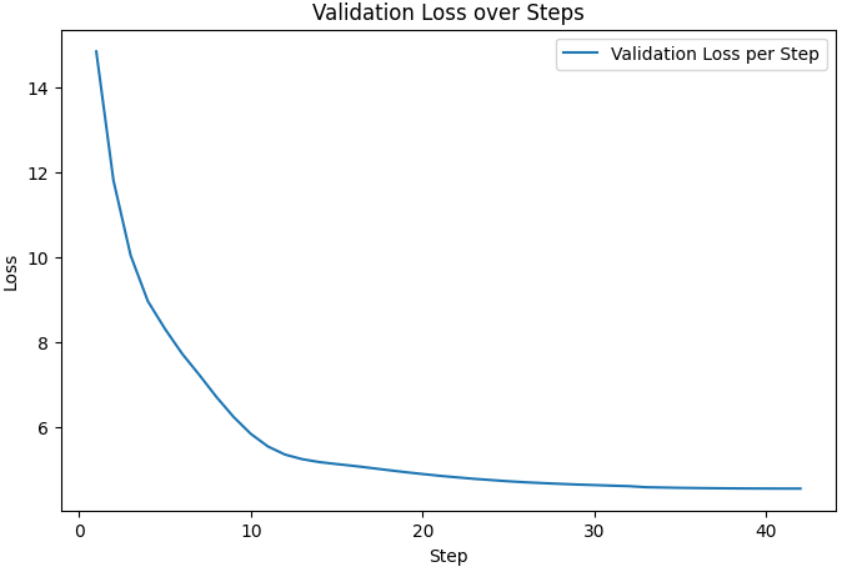 Validation Loss over Steps
Validation Loss per Step
14
12
10
8
6
Loss
0 10 20 30 40
Step